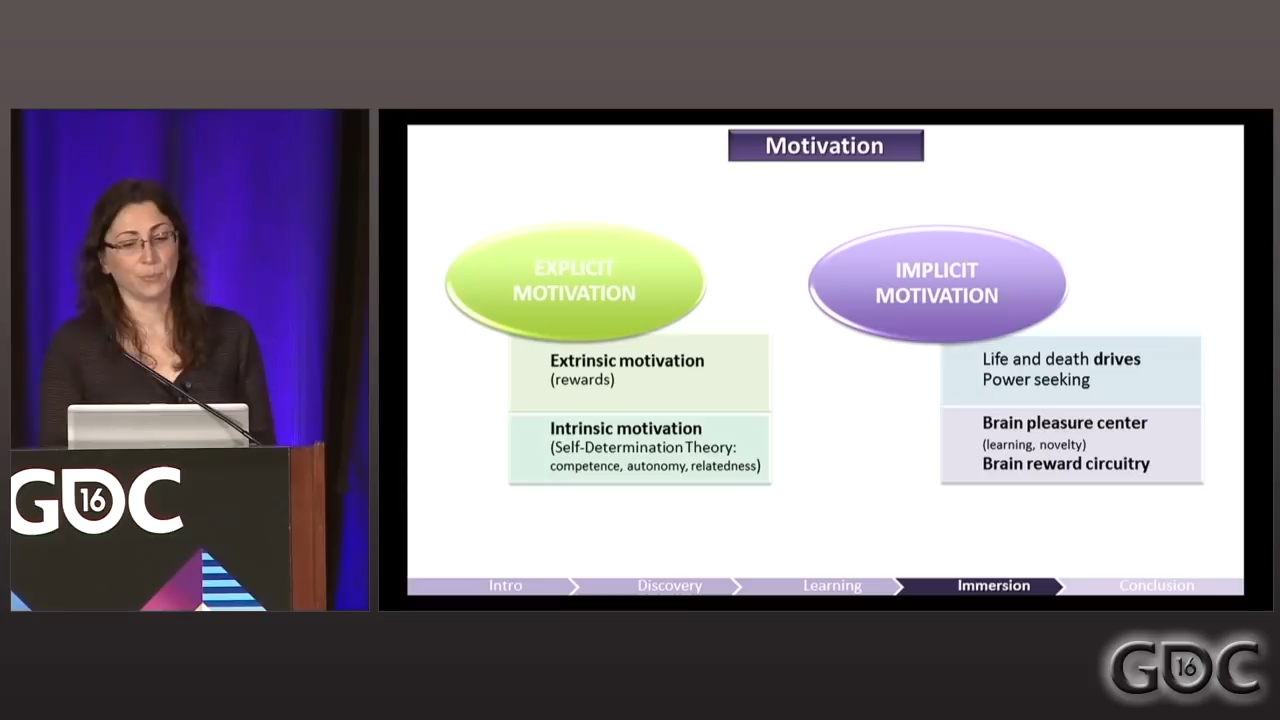 Motivation
EXPLICIT
MOTIVATION
IMPLICIT
MOTIVATION
Extrinsic motivation
(rewards)
Intrinsic motivation
(Self-Determination Theory:
competence, autonomy, relatedness)
Life and death drives
Power seeking
Brain pleasure center
(learning, novelty)
Brain reward circuitry
Intro
Discovery
Learning
Immersion
Conclusion
GDC 16
GDC 16